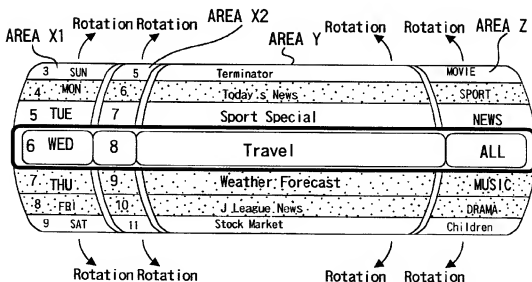 AREA X1 Rotation Rotation AREA X2 AREA Y Rotation Rotation AREA Z
3 SUN 5 Terminator MOVIE
4 MON 6 Today's News SPORT
5 TUE 7 Sport Special NEWS
6 WED 8 Travel ALL
7 THU 9 Weather Forecast MUSIC
8 FRI 10 J League News DRAMA
9 SAT 11 Stock Market Children
Rotation Rotation Rotation Rotation